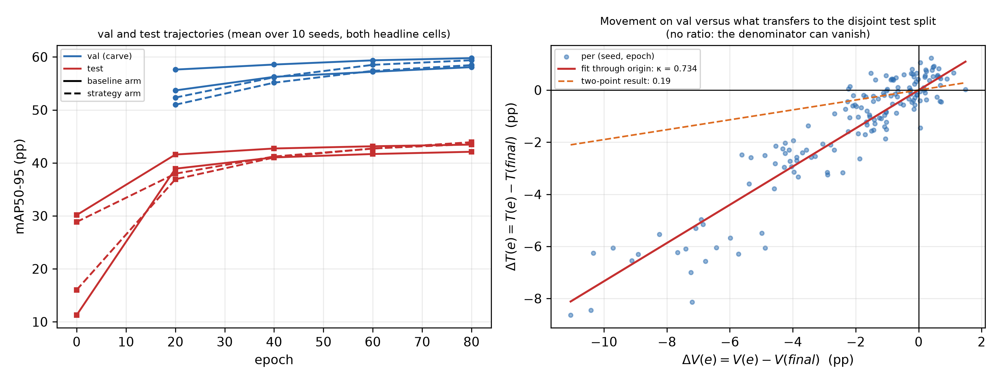 val and test trajectories (mean over 10 seeds, both headline cells)
val (carve)
test
baseline arm
strategy arm
mAP50-95 (pp)
60
50
40
30
20
10
0 10 20 30 40 50 60 70 80
epoch
Movement on val versus what transfers to the disjoint test split
(no ratio: the denominator can vanish)
per (seed, epoch)
fit through origin: κ = 0.734
two-point result: 0.19
ΔT(e) = T(e) − T(final) (pp)
0
−2
−4
−6
−8
−10 −8 −6 −4 −2 0 2
ΔV(e) = V(e) − V(final) (pp)